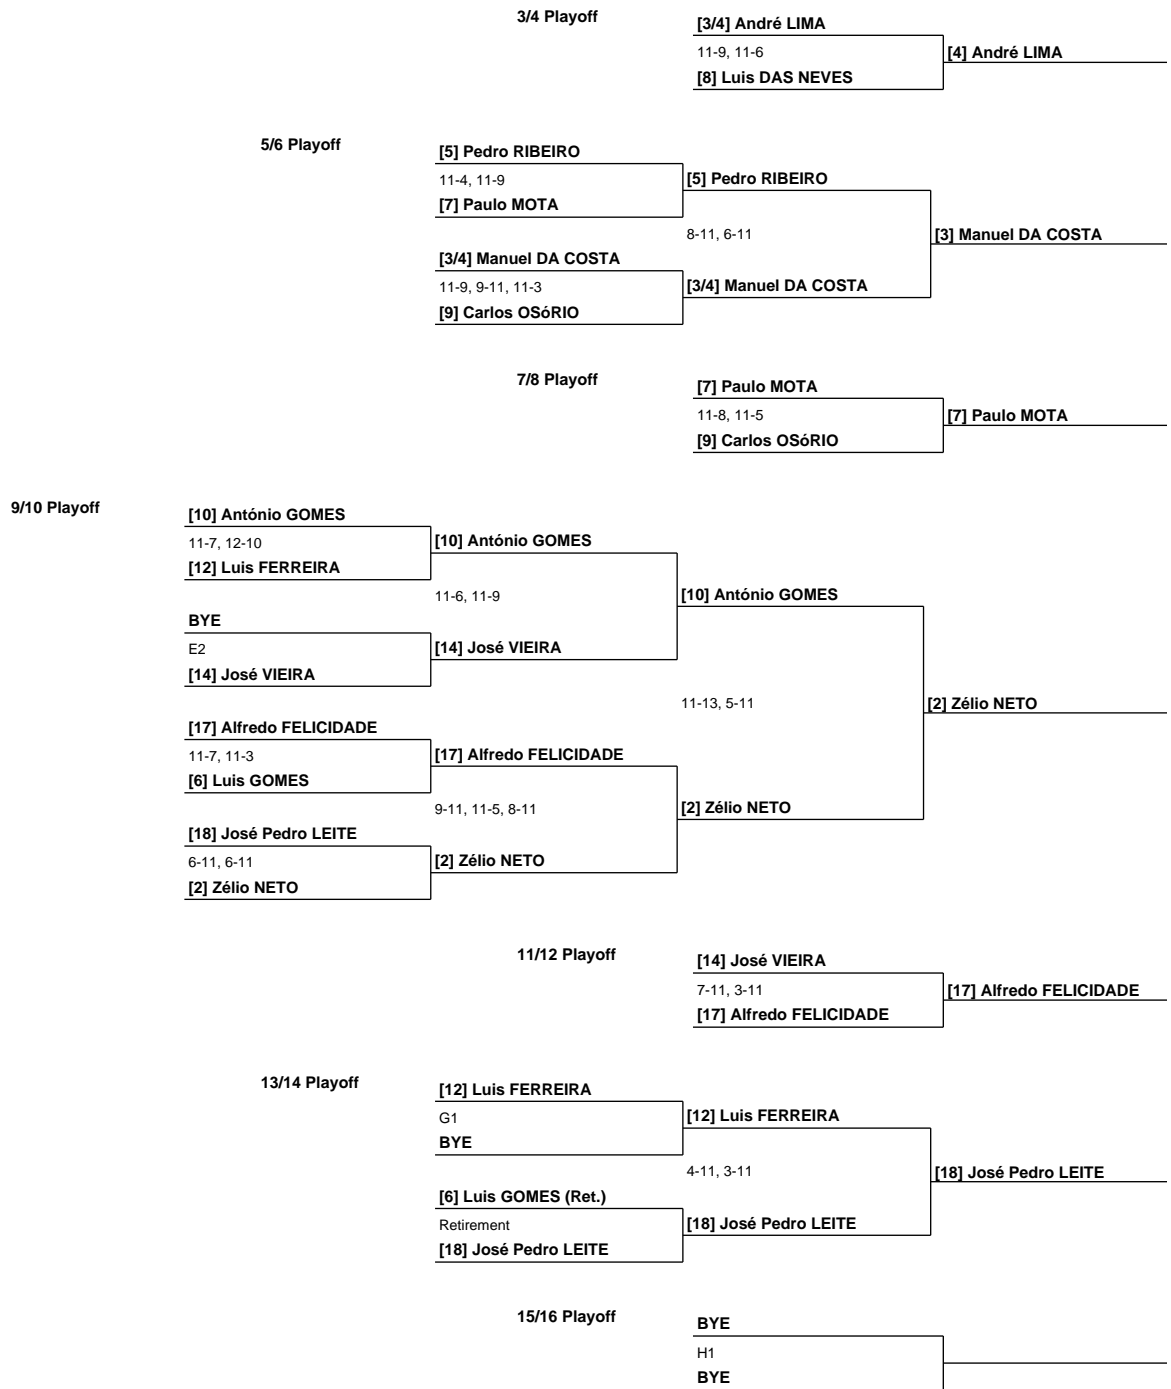 3/4 Playoff
[3/4] André LIMA
11-9, 11-6
[4] André LIMA
[8] Luis DAS NEVES
5/6 Playoff
[5] Pedro RIBEIRO
11-4, 11-9
[5] Pedro RIBEIRO
[7] Paulo MOTA
8-11, 6-11
[3] Manuel DA COSTA
[3/4] Manuel DA COSTA
11-9, 9-11, 11-3
[3/4] Manuel DA COSTA
[9] Carlos OSóRIO
7/8 Playoff
[7] Paulo MOTA
11-8, 11-5
[7] Paulo MOTA
[9] Carlos OSóRIO
9/10 Playoff
[10] António GOMES
11-7, 12-10
[10] António GOMES
[12] Luis FERREIRA
11-6, 11-9
[10] António GOMES
BYE
E2
[14] José VIEIRA
[14] José VIEIRA
11-13, 5-11
[2] Zélio NETO
[17] Alfredo FELICIDADE
11-7, 11-3
[17] Alfredo FELICIDADE
[6] Luis GOMES
9-11, 11-5, 8-11
[2] Zélio NETO
[18] José Pedro LEITE
6-11, 6-11
[2] Zélio NETO
[2] Zélio NETO
11/12 Playoff
[14] José VIEIRA
7-11, 3-11
[17] Alfredo FELICIDADE
[17] Alfredo FELICIDADE
13/14 Playoff
[12] Luis FERREIRA
G1
[12] Luis FERREIRA
BYE
4-11, 3-11
[18] José Pedro LEITE
[6] Luis GOMES (Ret.)
Retirement
[18] José Pedro LEITE
[18] José Pedro LEITE
15/16 Playoff
BYE
H1
BYE